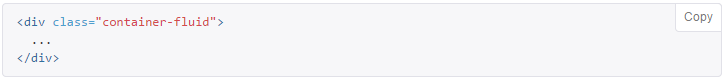 Copy
<div class="container-fluid">
  ...
</div>